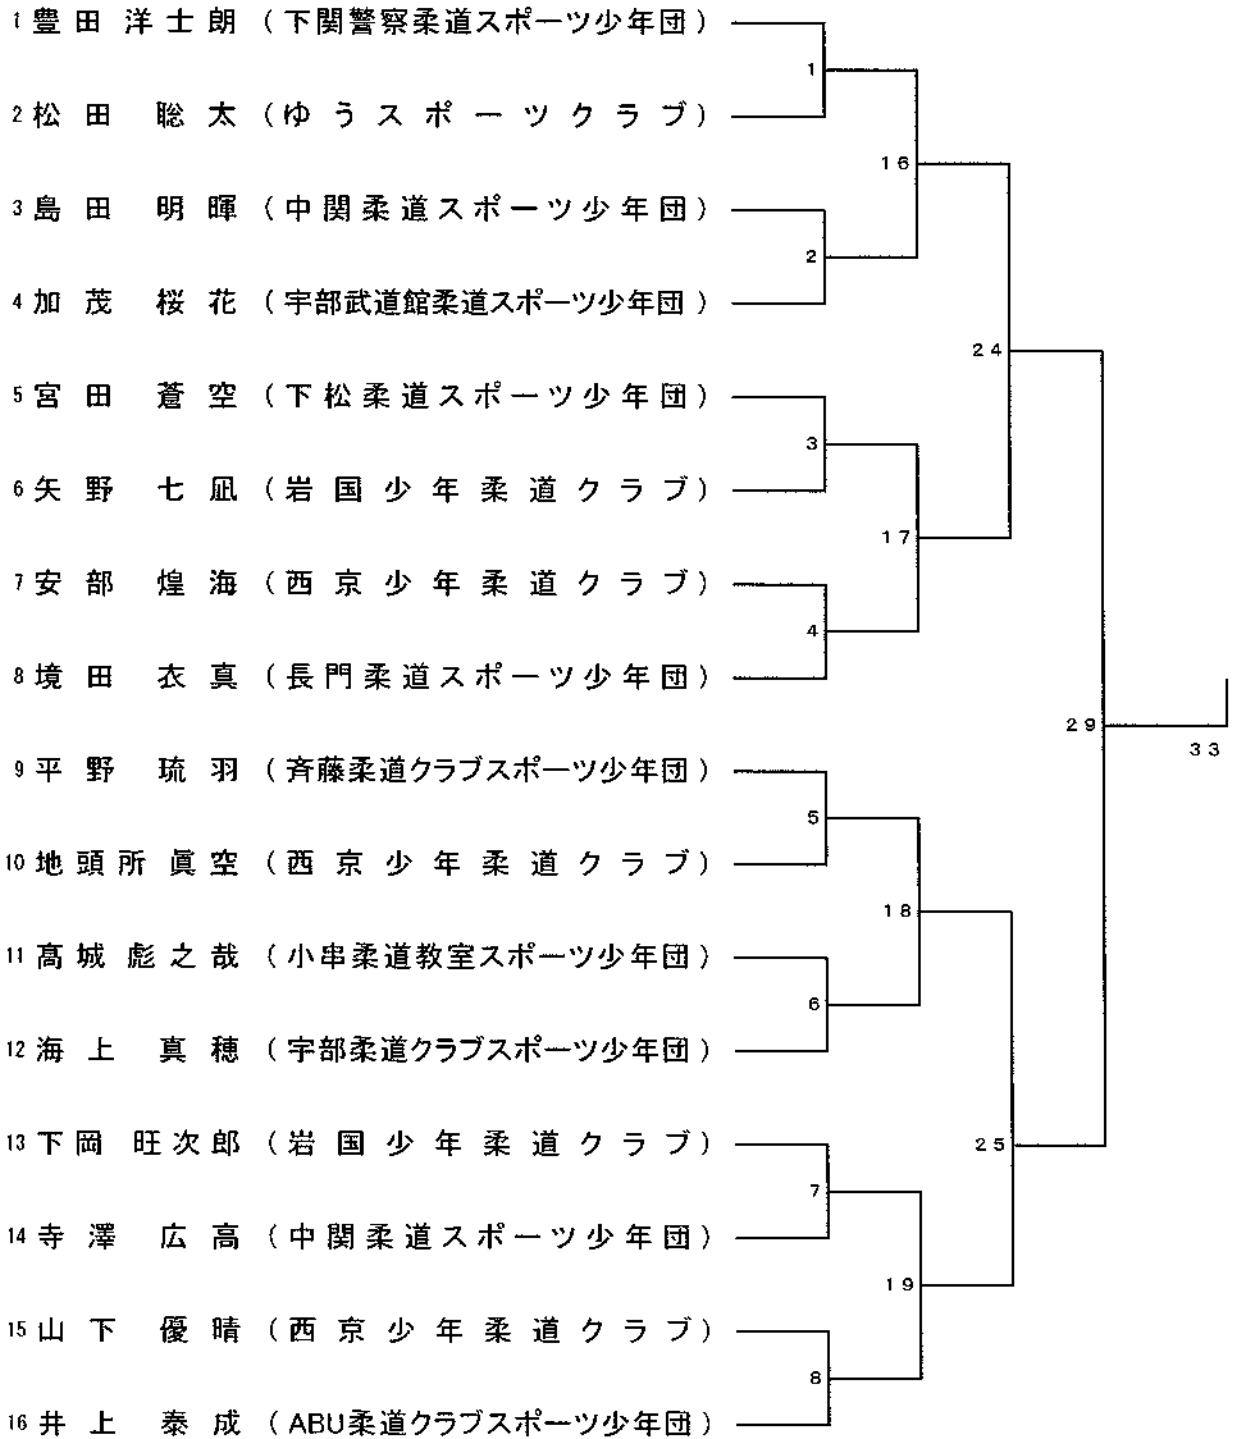 1 豊田 洋士朗 (下関警察柔道スポーツ少年団)
1
2 松田 聡太 (ゆうスポーツクラブ)
16
3 島田 明暉 (中関柔道スポーツ少年団)
2
4 加茂 桜花 (宇部武道館柔道スポーツ少年団)
24
5 宮田 蒼空 (下松柔道スポーツ少年団)
3
6 矢野 七凪 (岩国少年柔道クラブ)
17
7 安部 煌海 (西京少年柔道クラブ)
4
8 境田 衣真 (長門柔道スポーツ少年団)
29
33
9 平野 琉羽 (斉藤柔道クラブスポーツ少年団)
5
10 地頭所 眞空 (西京少年柔道クラブ)
18
11 髙城 彪之哉 (小串柔道教室スポーツ少年団)
6
12 海上 真穂 (宇部柔道クラブスポーツ少年団)
13 下岡 旺次郎 (岩国少年柔道クラブ)
25
7
14 寺澤 広高 (中関柔道スポーツ少年団)
19
15 山下 優晴 (西京少年柔道クラブ)
8
16 井上 泰成 (ABU柔道クラブスポーツ少年団)